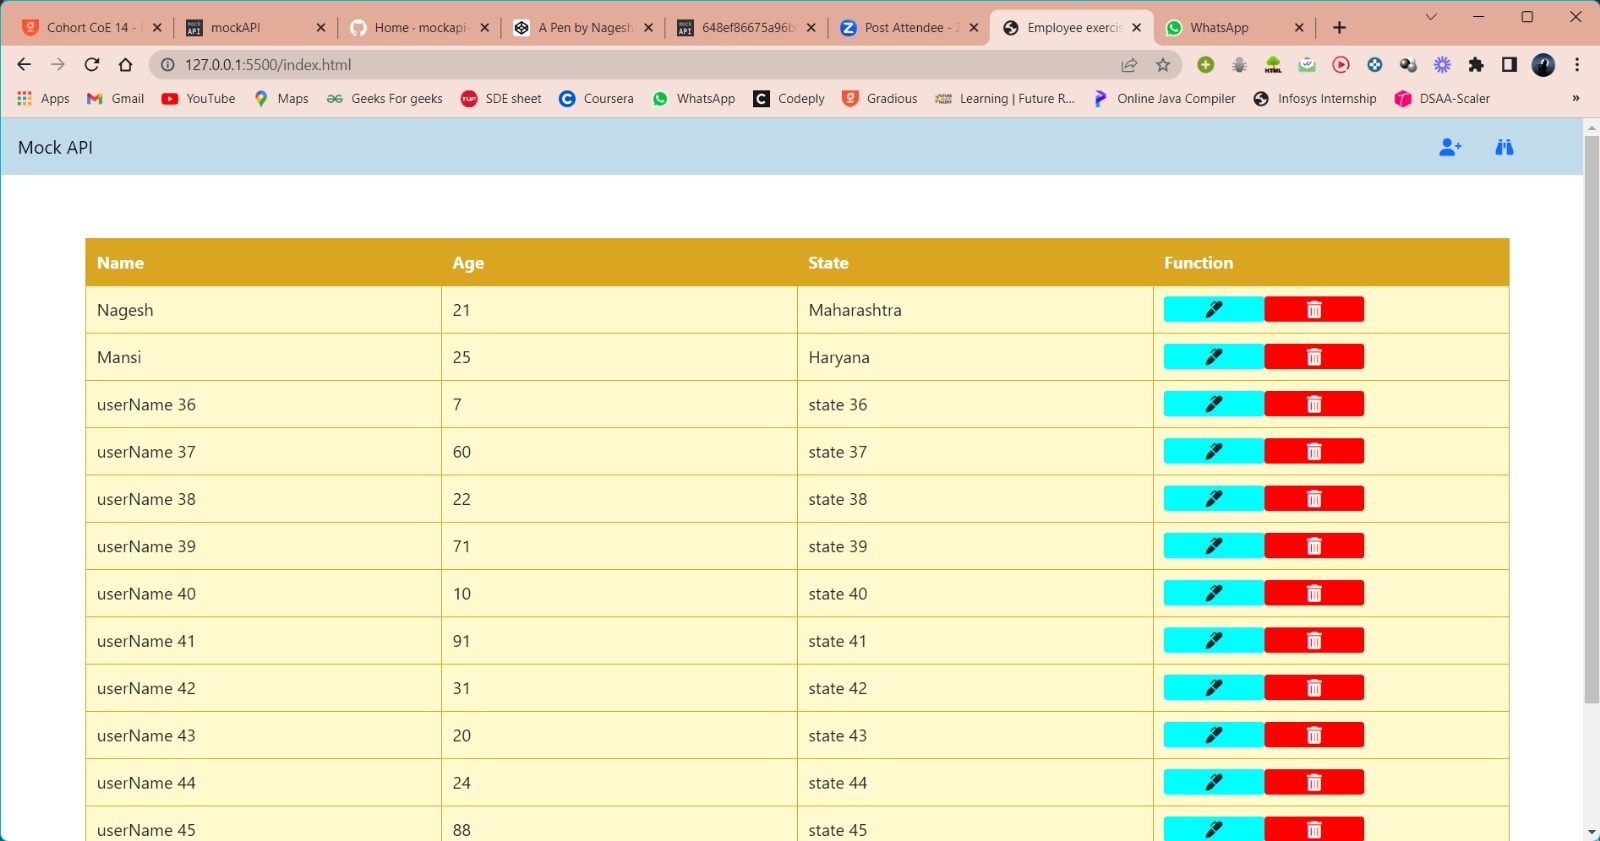 Cohort CoE 14 -
mockAPI
Home · mockapi-
A Pen by Nagesh
648ef86675a96b
Post Attendee -
Employee exercis
WhatsApp
127.0.0.1:5500/index.html
Apps
Gmail
YouTube
Maps
Geeks For geeks
SDE sheet
Coursera
WhatsApp
Codeply
Gradious
Learning | Future R...
Online Java Compiler
Infosys Internship
DSAA-Scaler
»
Mock API
Name Age State Function
Nagesh 21 Maharashtra
Mansi 25 Haryana
userName 36 7 state 36
userName 37 60 state 37
userName 38 22 state 38
userName 39 71 state 39
userName 40 10 state 40
userName 41 91 state 41
userName 42 31 state 42
userName 43 20 state 43
userName 44 24 state 44
userName 45 88 state 45